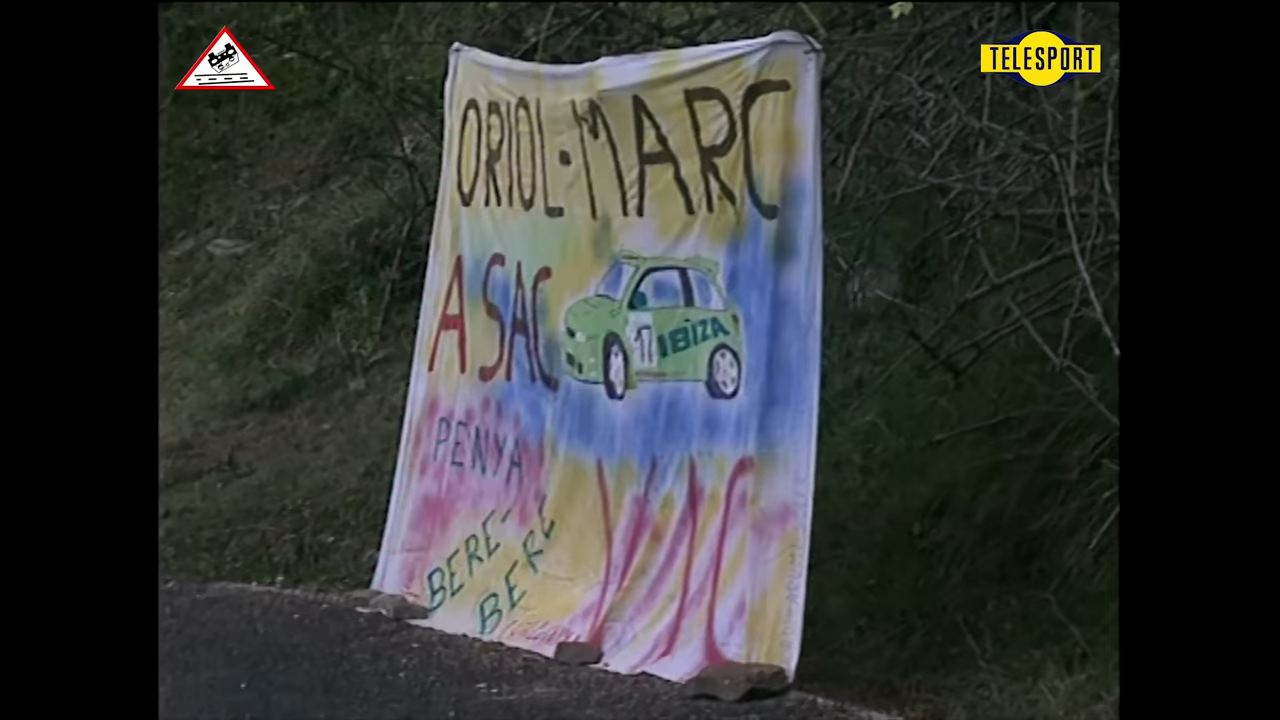 TELESPORT
ORIOL·MARC
A SAC
17
IBIZA
PENYA
VIC
BERE-
BERE